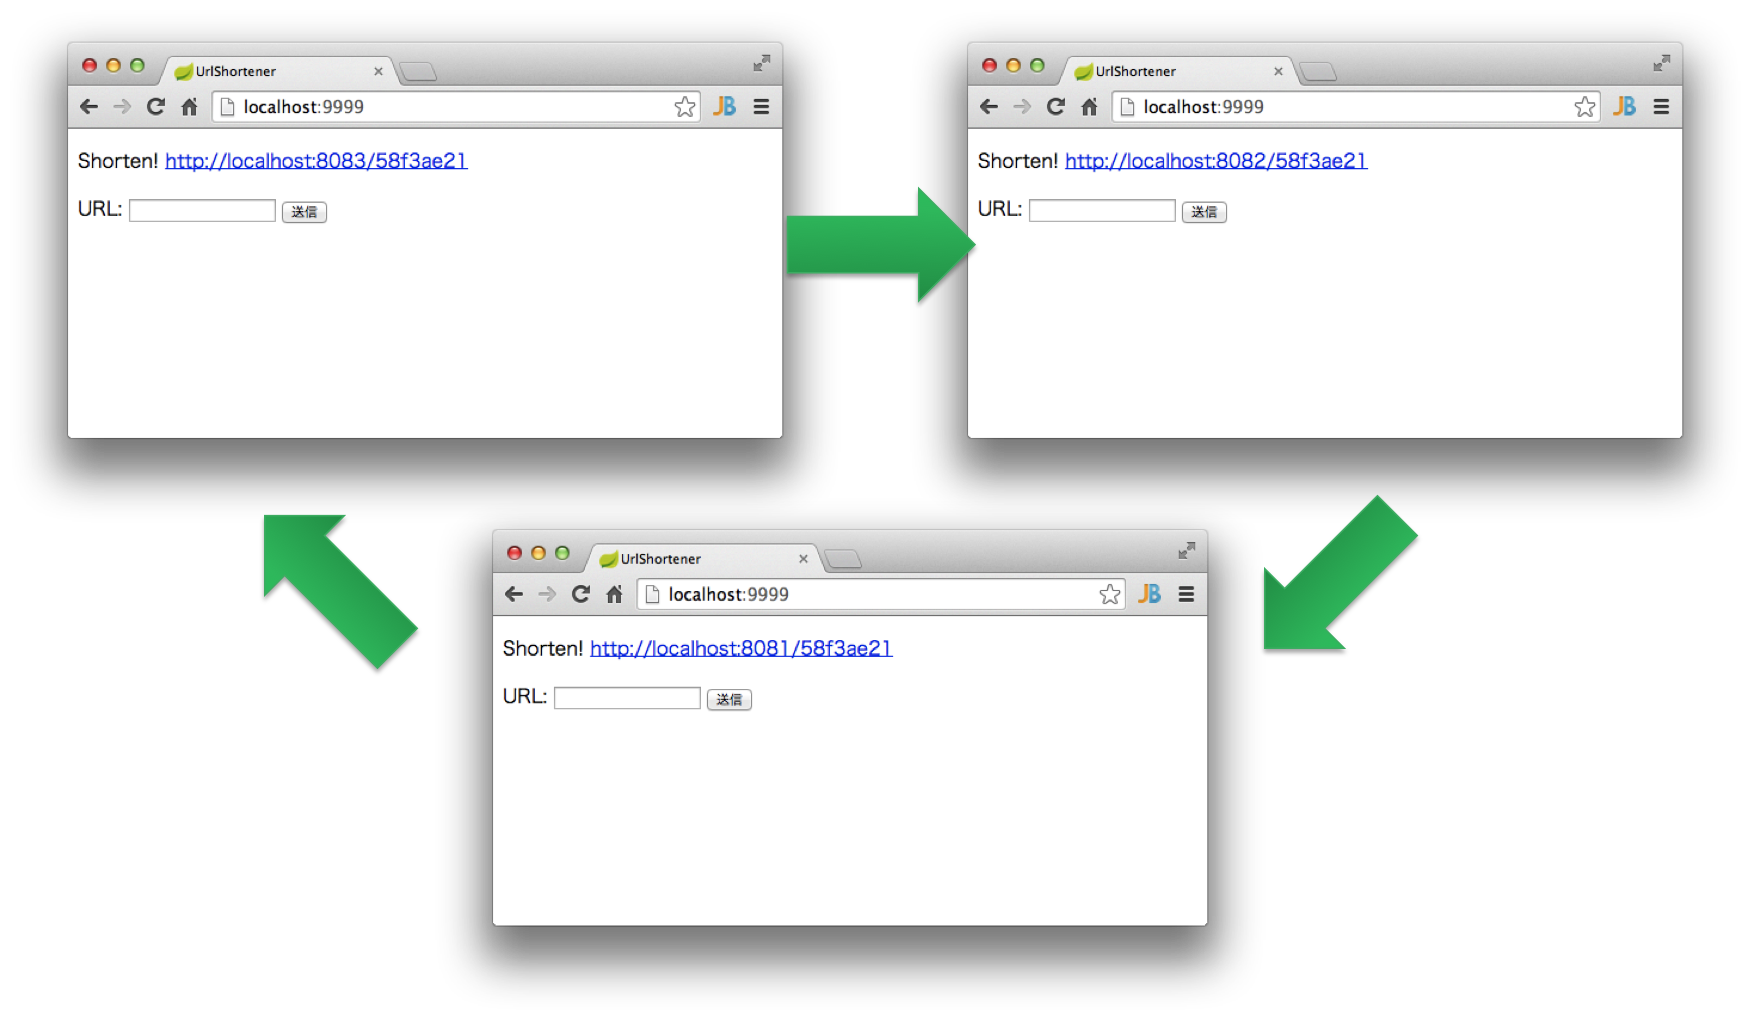 UrlShortener
localhost:9999
JB
Shorten! http://localhost:8083/58f3ae21
URL: 送信
UrlShortener
localhost:9999
JB
Shorten! http://localhost:8082/58f3ae21
URL: 送信
UrlShortener
localhost:9999
JB
Shorten! http://localhost:8081/58f3ae21
URL: 送信